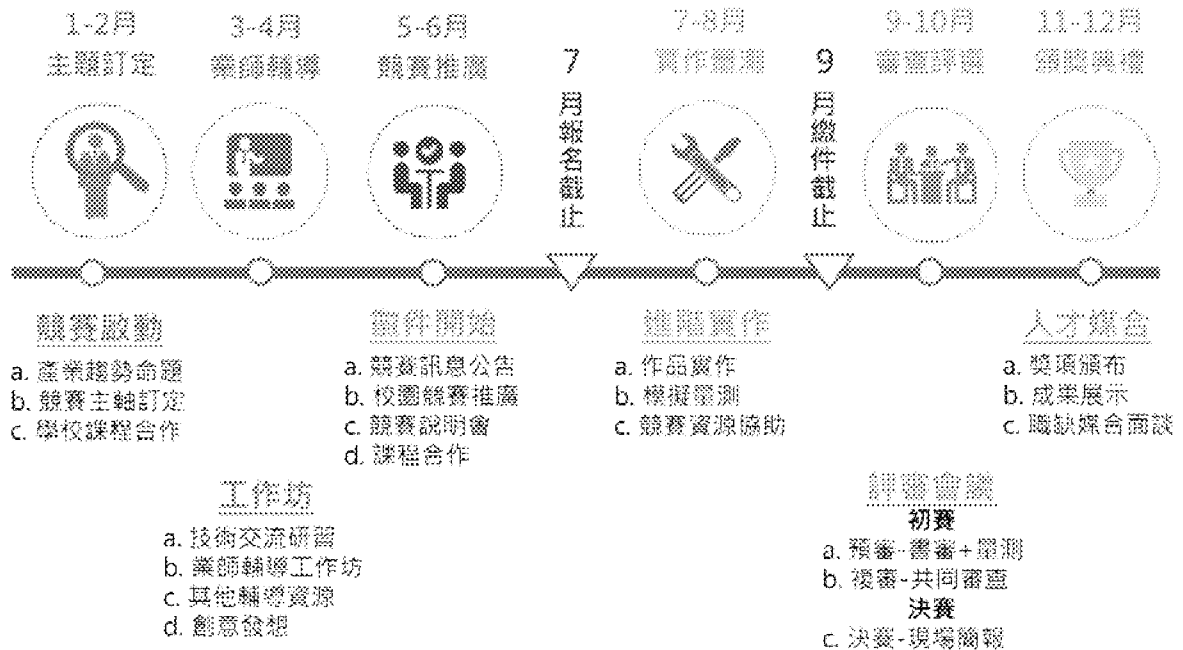 1-2月
主題訂定
3-4月
業師輔導
5-6月
競賽推廣
7
月報名截止
7-8月
實作量測
9
月繳件截止
9-10月
審查評選
11-12月
頒獎典禮
競賽啟動
a. 產業趨勢命題
b. 競賽主軸訂定
c. 學校課程合作
工作坊
a. 技術交流研習
b. 業師輔導工作坊
c. 其他輔導資源
d. 創意發想
徵件開始
a. 競賽訊息公告
b. 校園競賽推廣
c. 競賽說明會
d. 課程合作
進階實作
a. 作品實作
b. 模擬量測
c. 競賽資源協助
評審會議
初賽
a. 預審-書審+量測
b. 複審-共同審查
決賽
c. 決賽-現場簡報
人才媒合
a. 獎項頒布
b. 成果展示
c. 職缺媒合面談